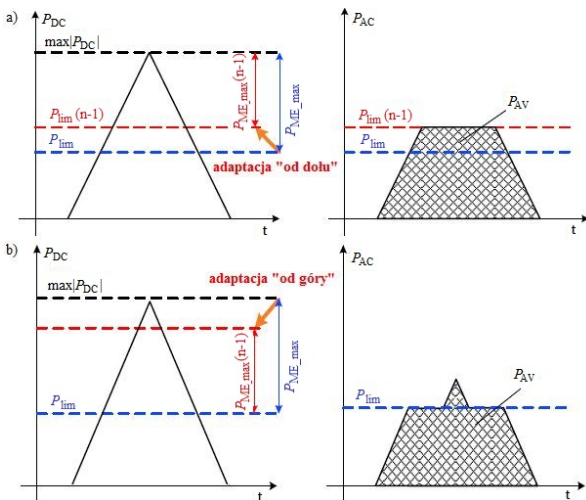 a)
P_DC
max|P_DC|
P_lim (n-1)
P_lim
P_ME_max(n-1)
P_ME_max
adaptacja "od dołu"
t
P_AC
P_lim (n-1)
P_lim
P_AV
t
b)
P_DC
max|P_DC|
adaptacja "od góry"
P_lim
P_ME_max(n-1)
P_ME_max
t
P_AC
P_lim
P_AV
t